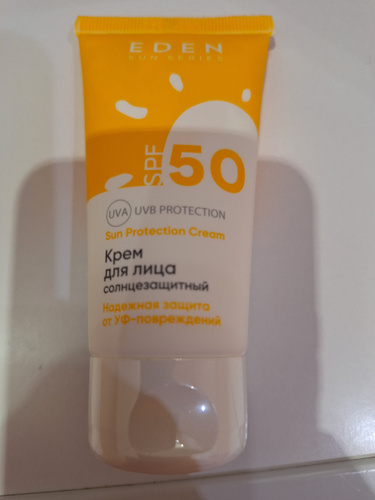 EDEN
SUN SERIES
SPF 50
UVA UVB PROTECTION
Sun Protection Cream
Крем
для лица
солнцезащитный
Надежная защита
от УФ-повреждений